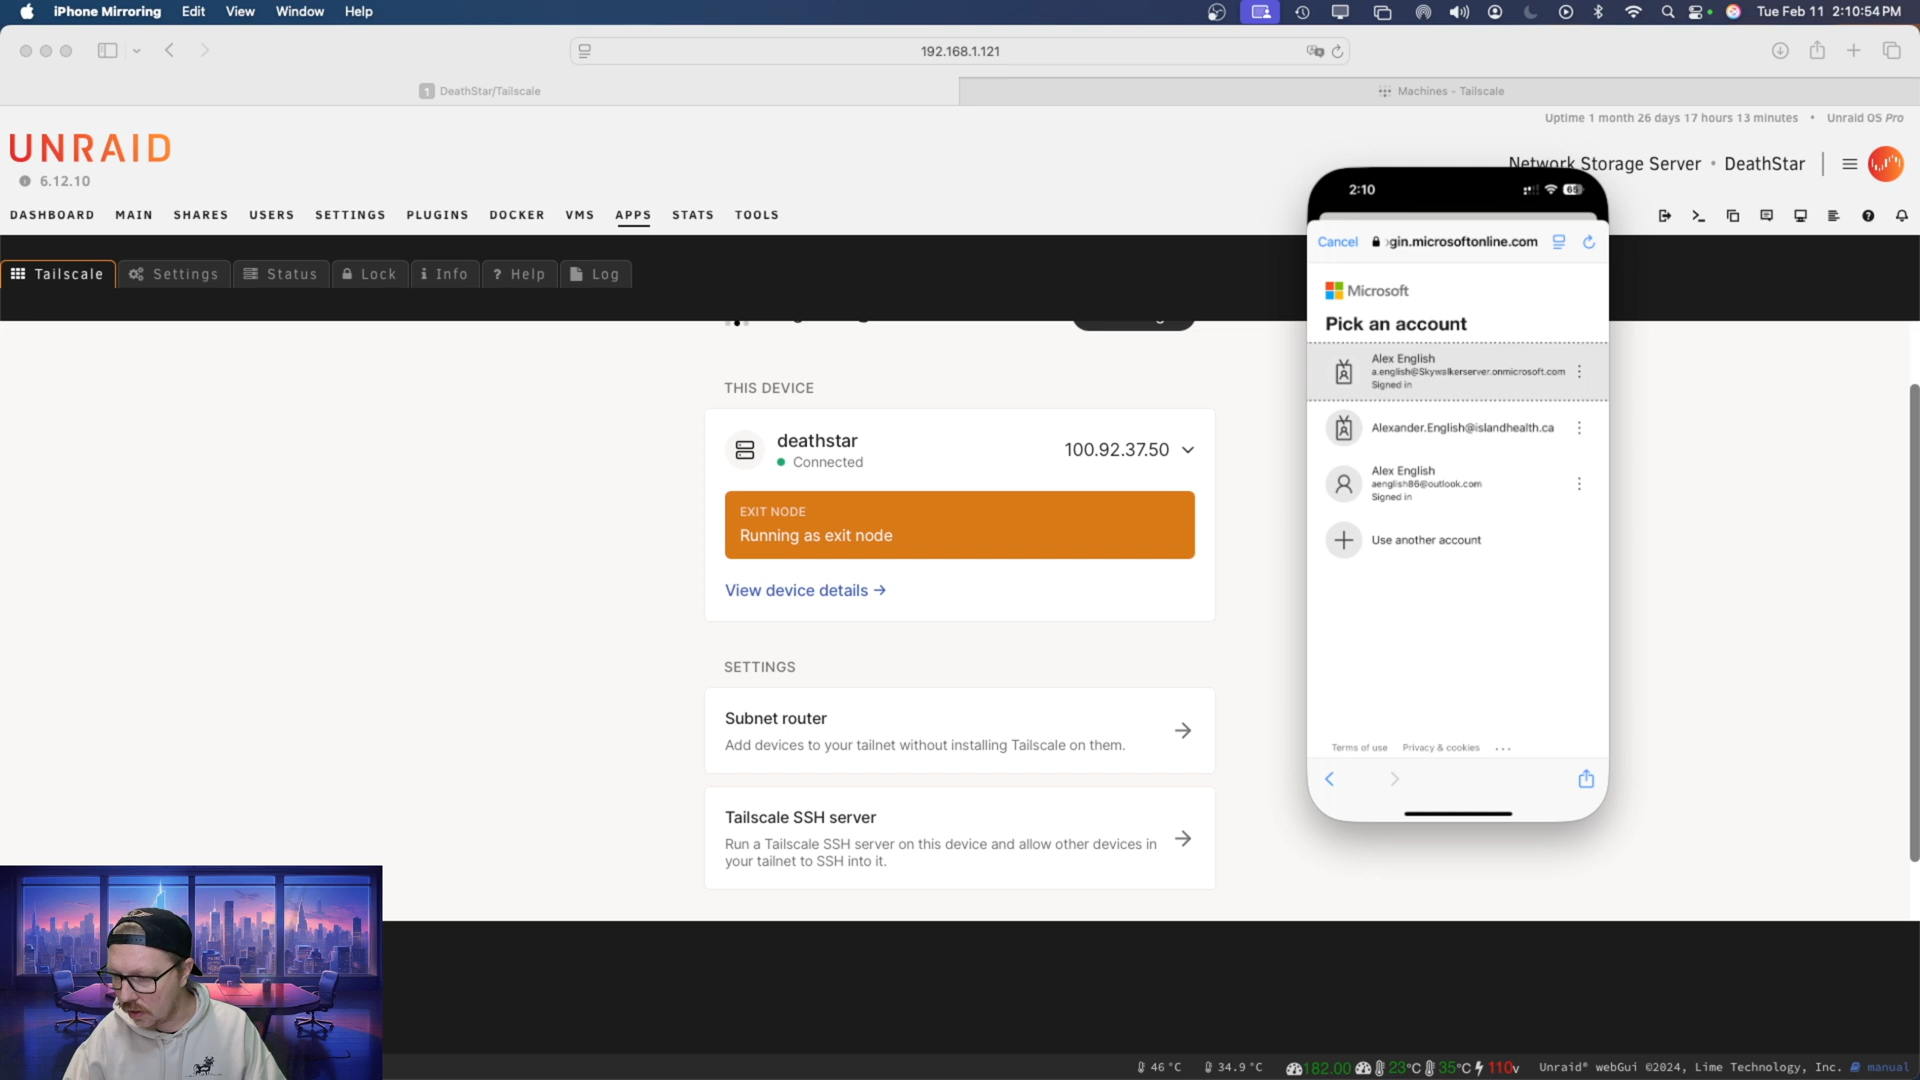 iPhone Mirroring Edit View Window Help
Tue Feb 11 2:10:54 PM
192.168.1.121
1 DeathStar/Tailscale
Machines - Tailscale
UNRAID
6.12.10
Uptime 1 month 26 days 17 hours 13 minutes • Unraid OS Pro
Network Storage Server • DeathStar
DASHBOARD MAIN SHARES USERS SETTINGS PLUGINS DOCKER VMS APPS STATS TOOLS
Tailscale Settings Status Lock Info Help Log
THIS DEVICE
deathstar
Connected
100.92.37.50
EXIT NODE
Running as exit node
View device details →
SETTINGS
Subnet router
Add devices to your tailnet without installing Tailscale on them.
Tailscale SSH server
Run a Tailscale SSH server on this device and allow other devices in
your tailnet to SSH into it.
2:10
65
Cancel
gin.microsoftonline.com
Microsoft
Pick an account
Alex English
a.english@Skywalkerserver.onmicrosoft.com
Signed in
Alexander.English@islandhealth.ca
Alex English
aenglish86@outlook.com
Signed in
Use another account
Terms of use Privacy & cookies ...
46 °C 34.9 °C 182.00 23°C 35°C 110v Unraid® webGui ©2024, Lime Technology, Inc. manual